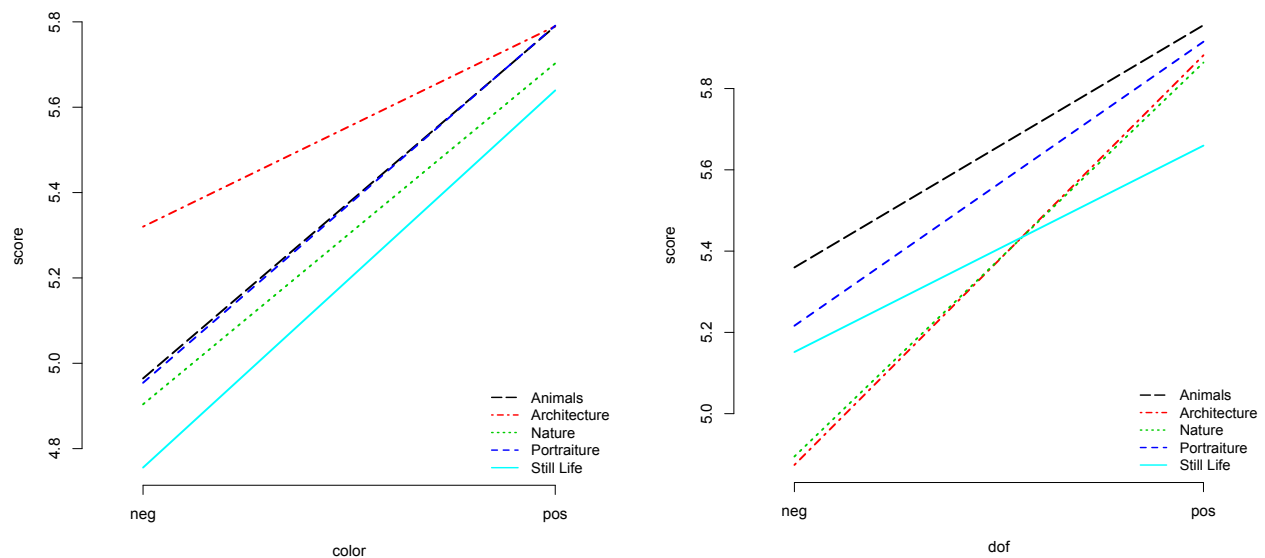 5.8
5.6
5.4
5.2
5.0
4.8
score
neg
pos
color
Animals
Architecture
Nature
Portraiture
Still Life
5.8
5.6
5.4
5.2
5.0
score
neg
pos
dof
Animals
Architecture
Nature
Portraiture
Still Life